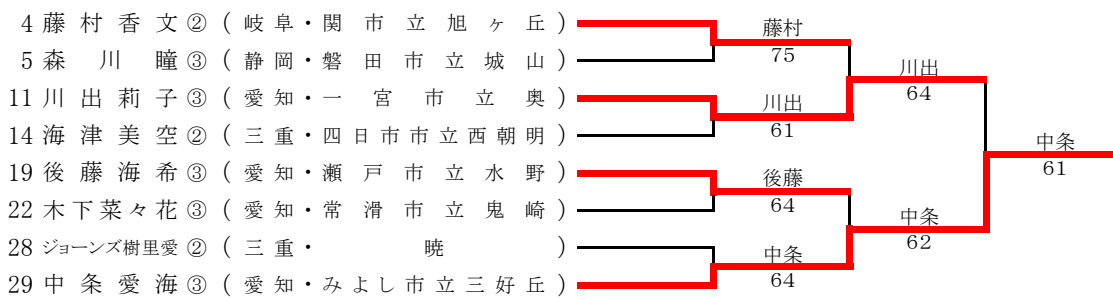 4 藤村香文② (岐阜・関市立旭ヶ丘)
5 森川瞳③ (静岡・磐田市立城山)
11 川出莉子③ (愛知・一宮市立奥)
14 海津美空② (三重・四日市市立西朝明)
19 後藤海希③ (愛知・瀬戸市立水野)
22 木下菜々花③ (愛知・常滑市立鬼崎)
28 ジョーンズ樹里愛② (三重・暁)
29 中条愛海③ (愛知・みよし市立三好丘)
藤村
75
川出
61
後藤
64
中条
64
川出
64
中条
62
中条
61